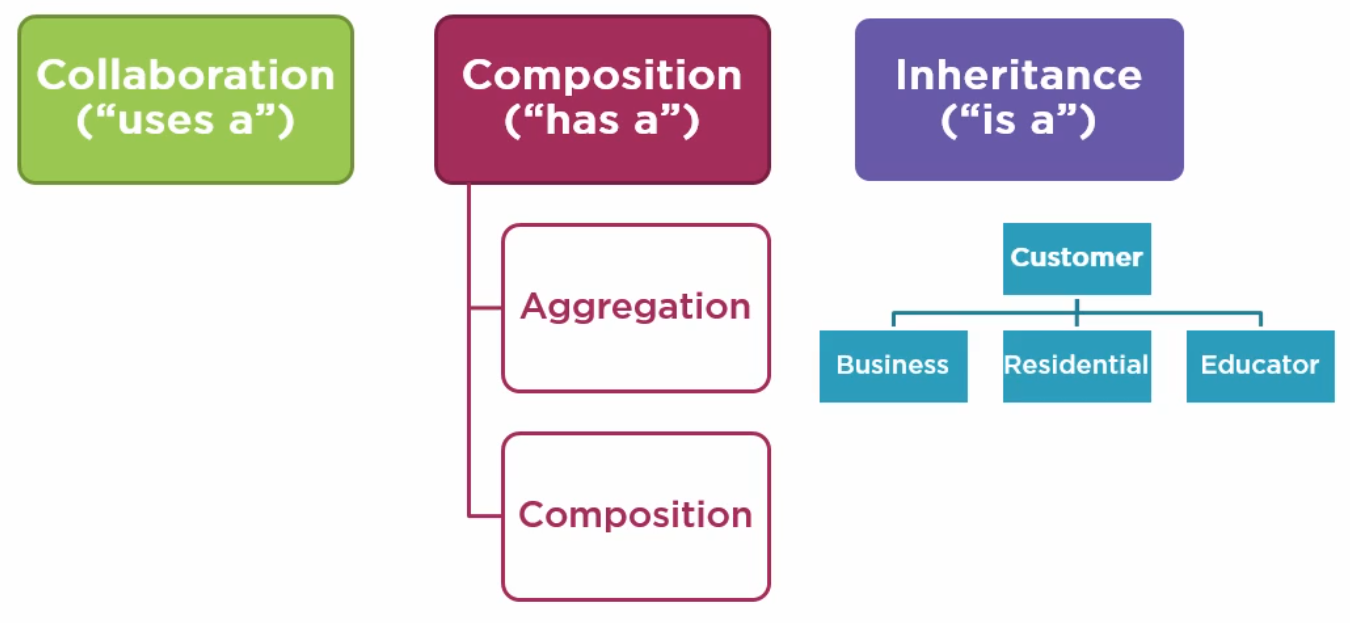 Collaboration
(“uses a”)
Composition
(“has a”)
Aggregation
Composition
Inheritance
(“is a”)
Customer
Business
Residential
Educator